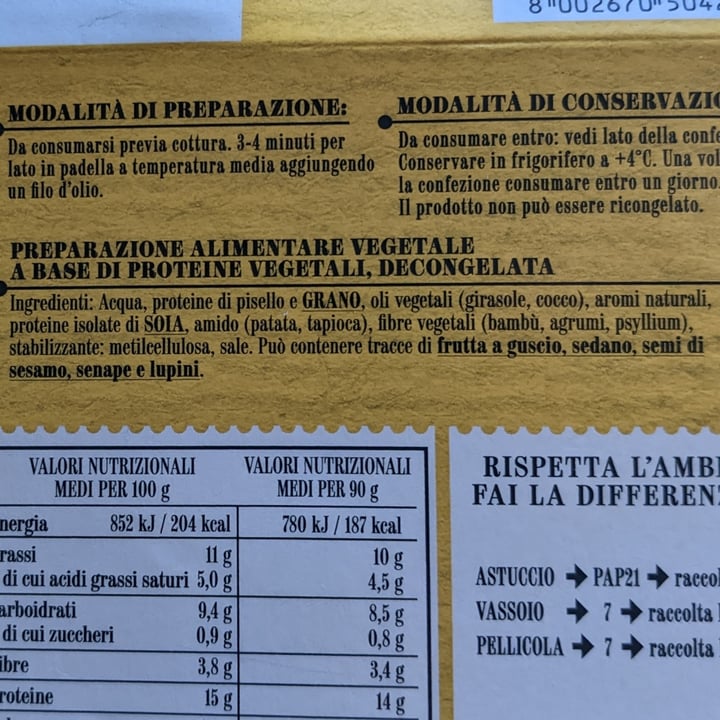 8 002670 504
MODALITÀ DI PREPARAZIONE:
Da consumarsi previa cottura. 3-4 minuti per
lato in padella a temperatura media aggiungendo
un filo d'olio.
MODALITÀ DI CONSERVAZIO
Da consumare entro: vedi lato della confe
Conservare in frigorifero a +4°C. Una vol
la confezione consumare entro un giorno.
Il prodotto non può essere ricongelato.
PREPARAZIONE ALIMENTARE VEGETALE
A BASE DI PROTEINE VEGETALI, DECONGELATA
Ingredienti: Acqua, proteine di pisello e GRANO, oli vegetali (girasole, cocco), aromi naturali,
proteine isolate di SOIA, amido (patata, tapioca), fibre vegetali (bambù, agrumi, psyllium),
stabilizzante: metilcellulosa, sale. Può contenere tracce di frutta a guscio, sedano, semi di
sesamo, senape e lupini.
VALORI NUTRIZIONALI
MEDI PER 100 g
VALORI NUTRIZIONALI
MEDI PER 90 g
nergia 852 kJ / 204 kcal 780 kJ / 187 kcal
rassi 11 g 10 g
di cui acidi grassi saturi 5,0 g 4,5 g
arboidrati 9,4 g 8,5 g
di cui zuccheri 0,9 g 0,8 g
ibre 3,8 g 3,4 g
roteine 15 g 14 g
RISPETTA L'AMBI
FAI LA DIFFEREN
ASTUCCIO → PAP21 → raccol
VASSOIO → 7 → raccolta
PELLICOLA → 7 → raccolta